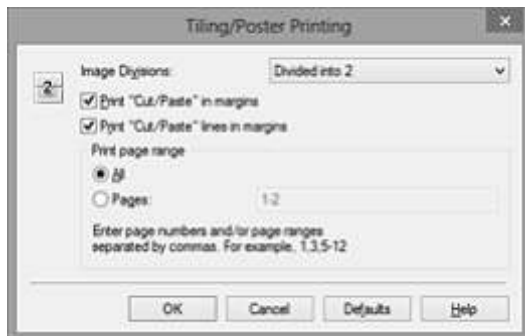 Tiling/Poster Printing
x
Image Divisions: Divided into 2
2
Print "Cut/Paste" in margins
Print "Cut/Paste" lines in margins
Print page range
All
Pages: 1-2
Enter page numbers and/or page ranges
separated by commas. For example, 1,3,5-12
OK Cancel Defaults Help